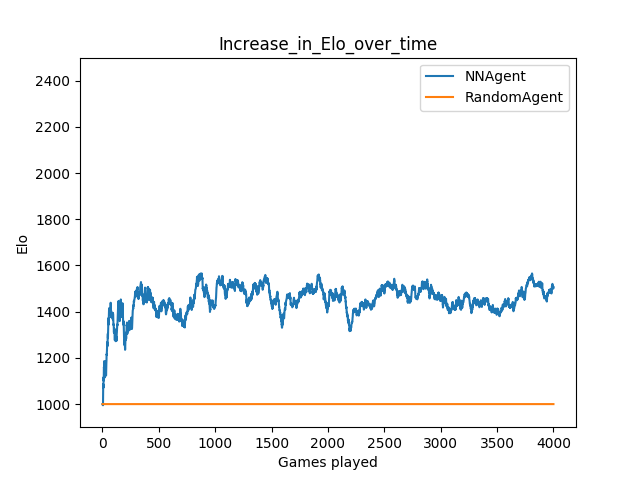 Increase_in_Elo_over_time
NNAgent
RandomAgent
Elo
2400
2200
2000
1800
1600
1400
1200
1000
0 500 1000 1500 2000 2500 3000 3500 4000
Games played